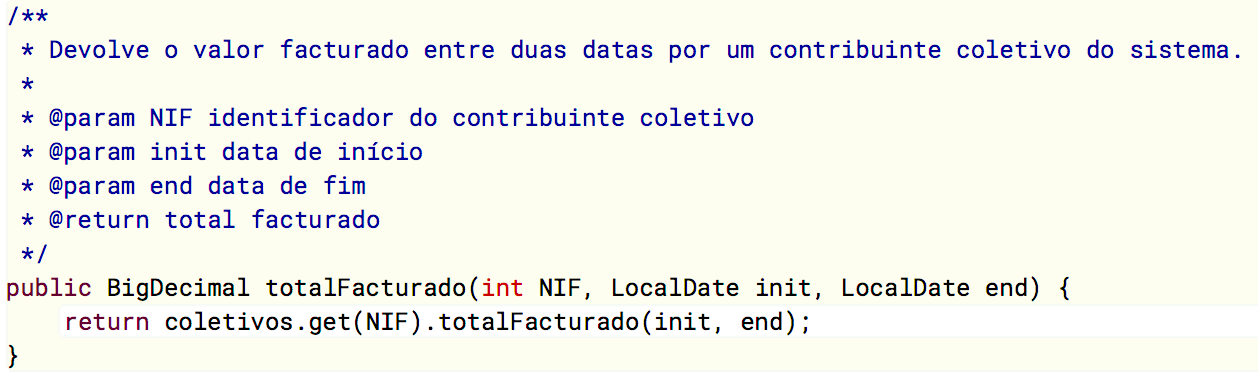 /**
 * Devolve o valor facturado entre duas datas por um contribuinte coletivo do sistema.
 *
 * @param NIF identificador do contribuinte coletivo
 * @param init data de início
 * @param end data de fim
 * @return total facturado
 */
public BigDecimal totalFacturado(int NIF, LocalDate init, LocalDate end) {
    return coletivos.get(NIF).totalFacturado(init, end);
}